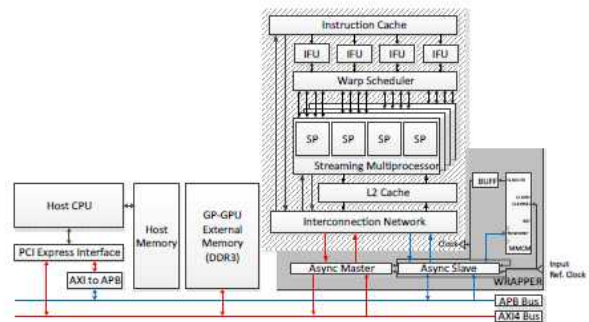 Instruction Cache
IFU
IFU
IFU
IFU
Warp Scheduler
SP
SP
SP
SP
Streaming Multiprocessor
L2 Cache
Interconnection Network
Host CPU
PCI Express Interface
AXI to APB
Host
Memory
GP-GPU
External
Memory
(DDR3)
BUFF
MMCM
Clock
Async Master
Async Slave
WRAPPER
Input
Ref. Clock
APB Bus
AXI4 Bus